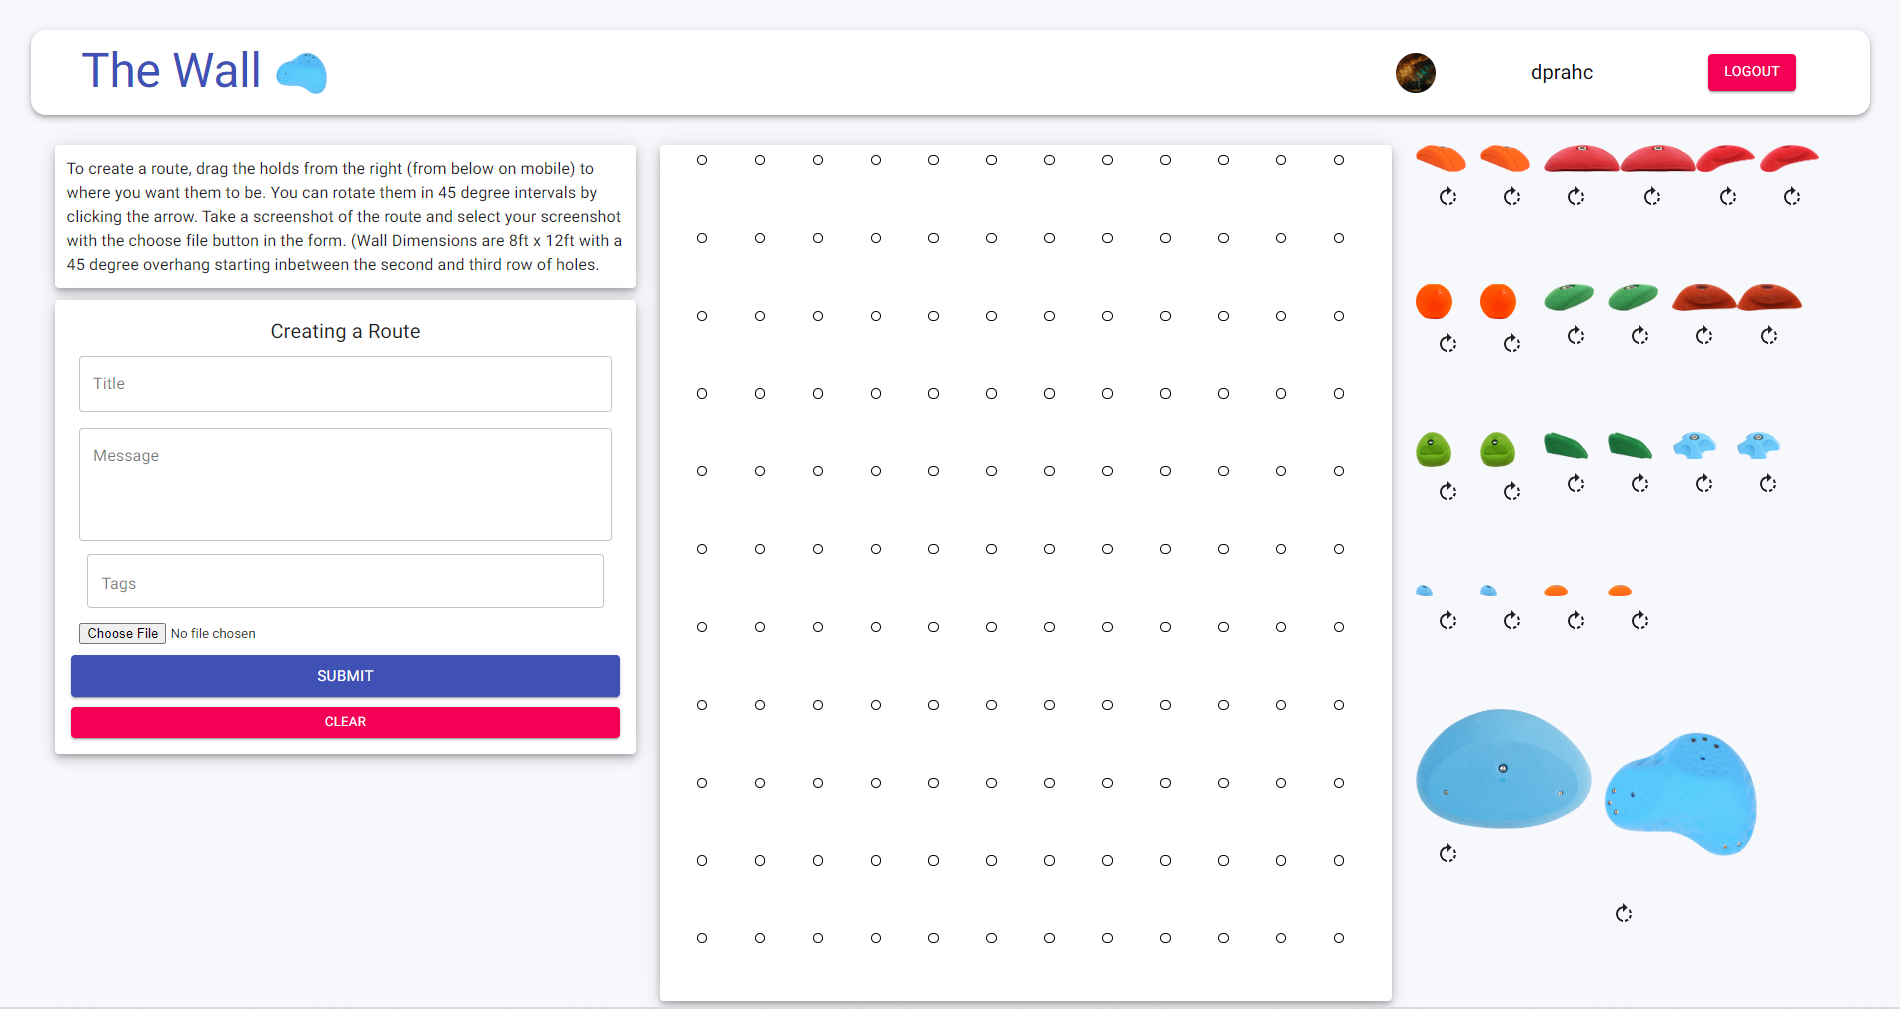 The Wall
dprahc
LOGOUT
To create a route, drag the holds from the right (from below on mobile) to
where you want them to be. You can rotate them in 45 degree intervals by
clicking the arrow. Take a screenshot of the route and select your screenshot
with the choose file button in the form. (Wall Dimensions are 8ft x 12ft with a
45 degree overhang starting inbetween the second and third row of holes.
Creating a Route
Title
Message
Tags
Choose File No file chosen
SUBMIT
CLEAR